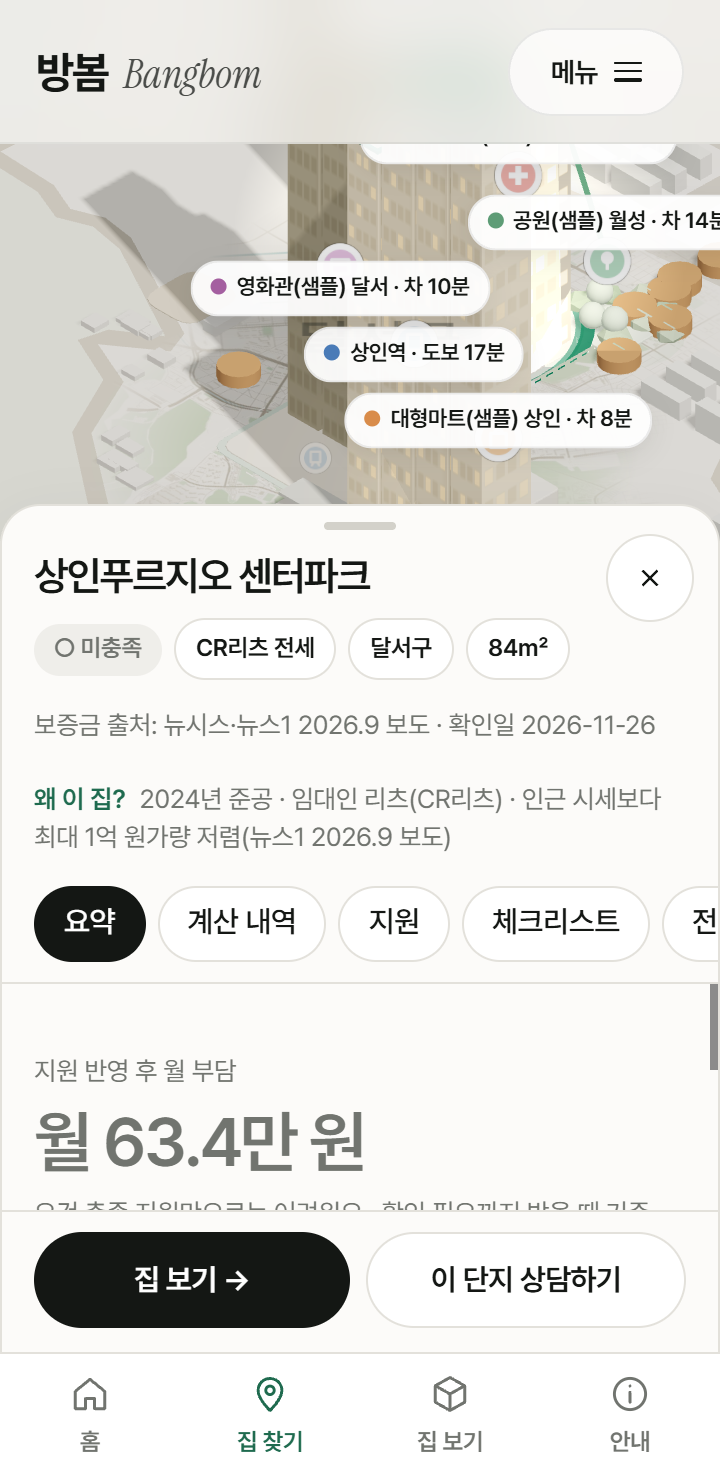 방봄 Bangbom
메뉴
공원(샘플) 월성 · 차 14분
영화관(샘플) 달서 · 차 10분
상인역 · 도보 17분
대형마트(샘플) 상인 · 차 8분
상인푸르지오 센터파크
미충족
CR리츠 전세
달서구
84m²
보증금 출처: 뉴시스·뉴스1 2026.9 보도 · 확인일 2026-11-26
왜 이 집? 2024년 준공 · 임대인 리츠(CR리츠) · 인근 시세보다
최대 1억 원가량 저렴(뉴스1 2026.9 보도)
요약
계산 내역
지원
체크리스트
전
지원 반영 후 월 부담
월 63.4만 원
집 보기 →
이 단지 상담하기
홈
집 찾기
집 보기
안내